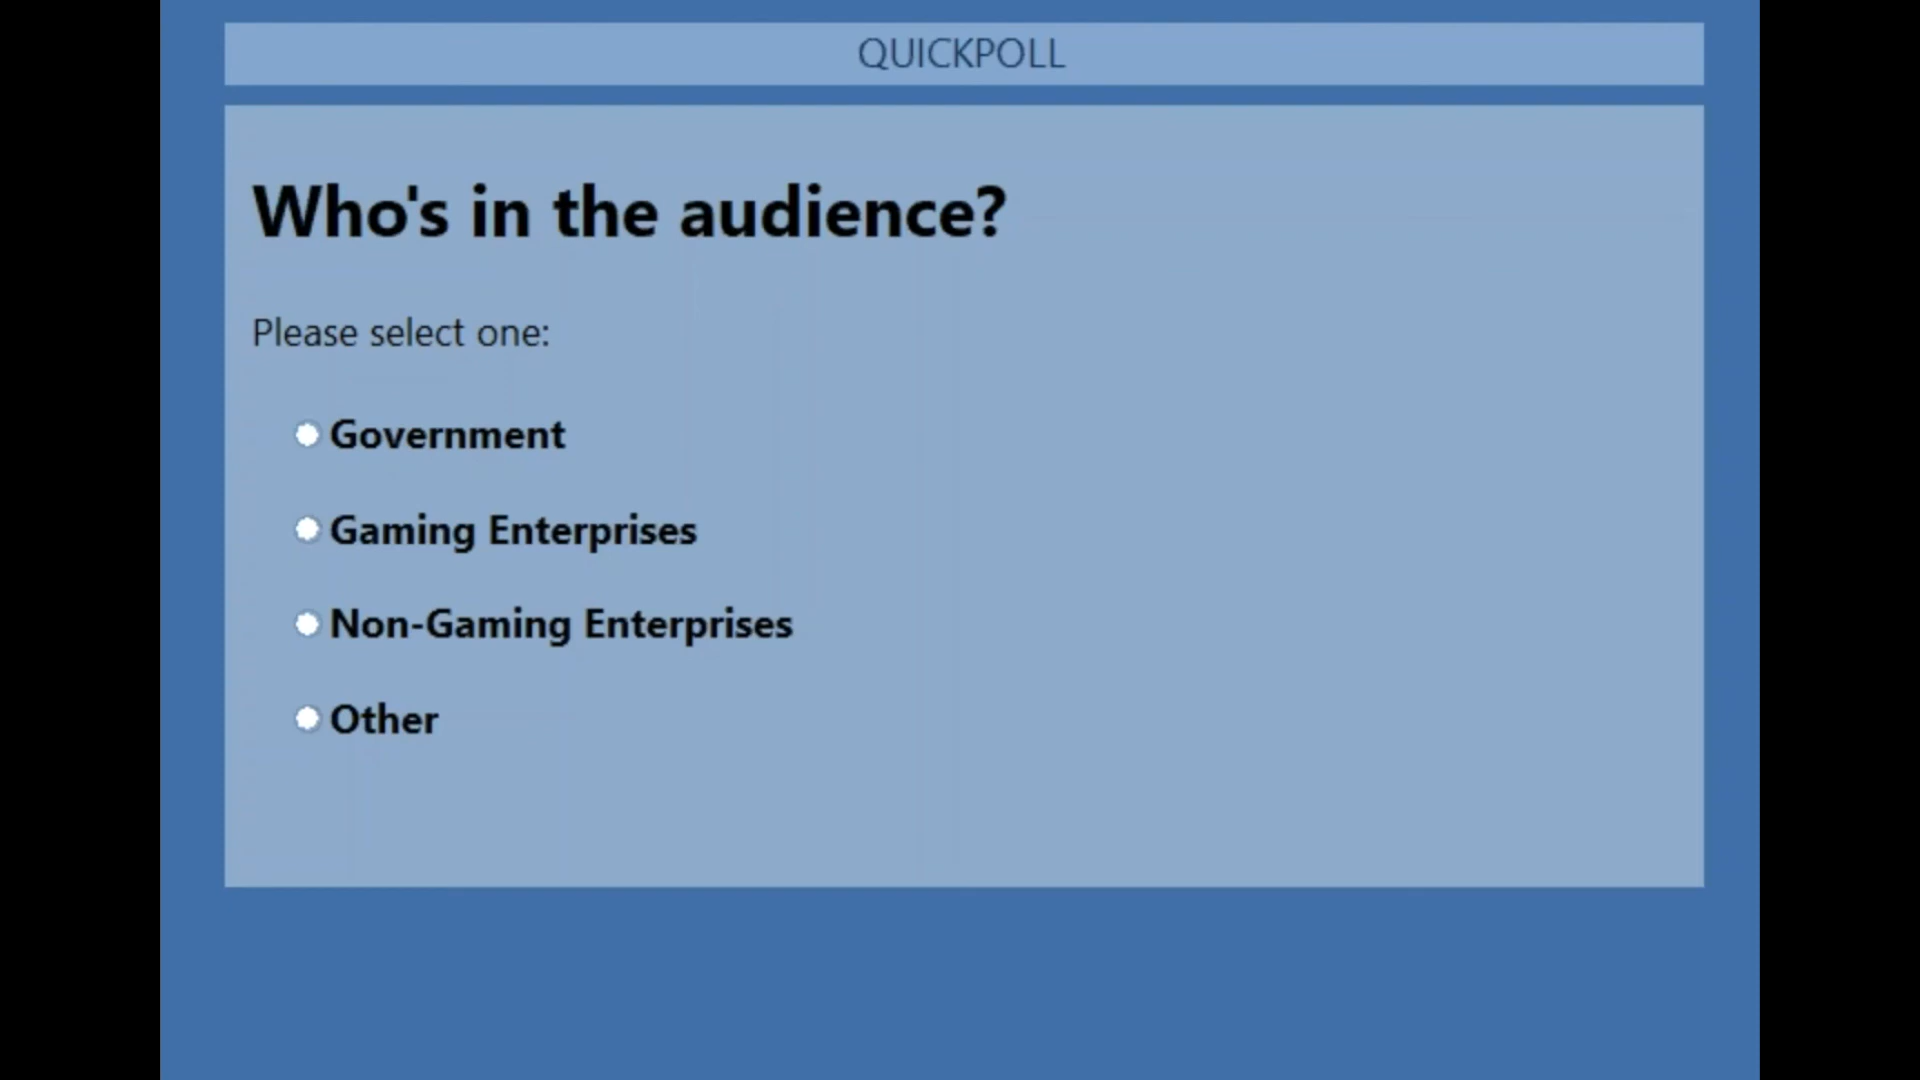 QUICKPOLL
Who's in the audience?
Please select one:
Government
Gaming Enterprises
Non-Gaming Enterprises
Other